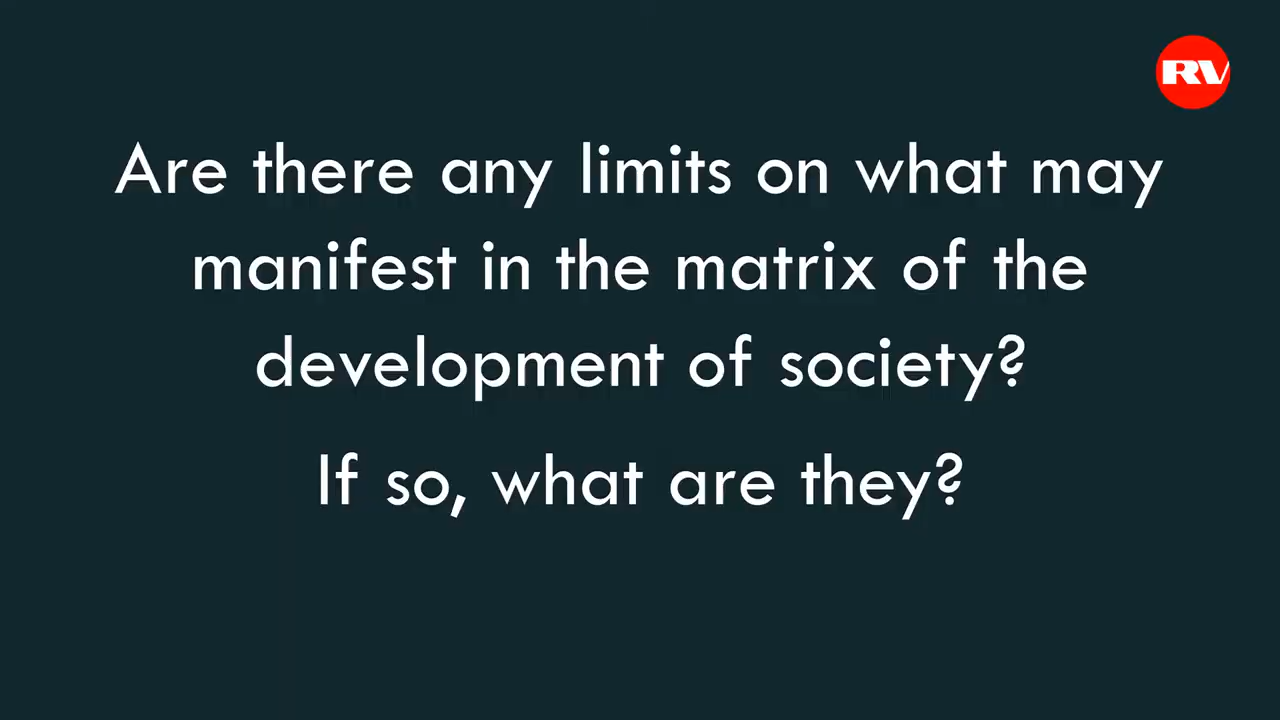 RV
Are there any limits on what may
manifest in the matrix of the
development of society?
If so, what are they?